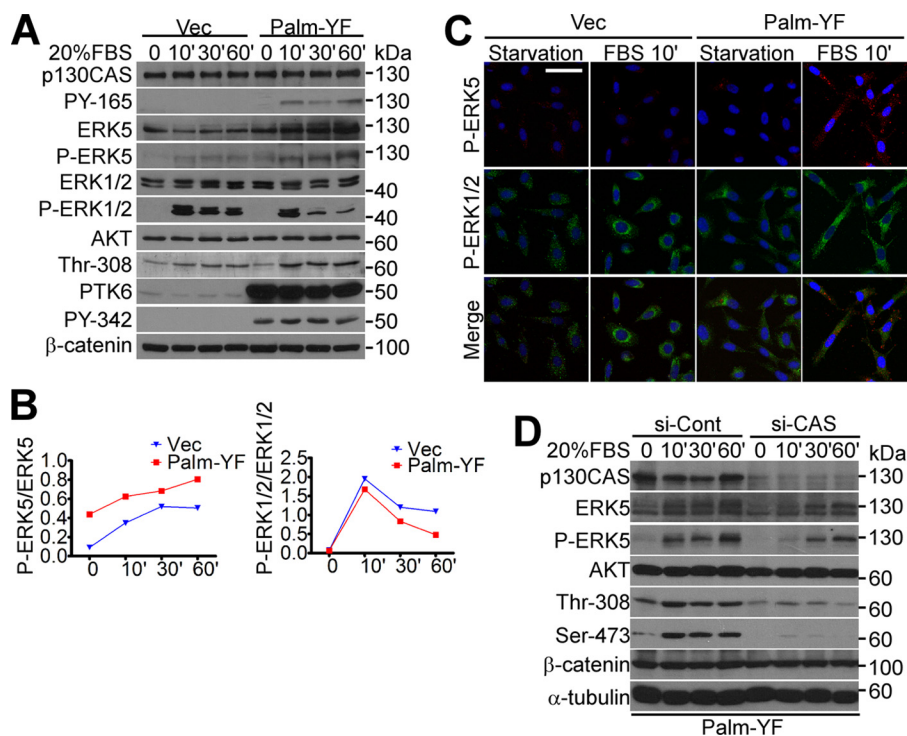 A
Vec Palm-YF
20%FBS 0 10' 30' 60' 0 10' 30' 60' kDa
p130CAS 130
PY-165 130
ERK5 130
P-ERK5 130
ERK1/2 40
P-ERK1/2 40
AKT 60
Thr-308 60
PTK6 50
PY-342 50
β-catenin 100
B
Vec
Palm-YF
P-ERK5/ERK5
1.0
0.8
0.6
0.4
0.2
0.0
0 10' 30' 60'
Vec
Palm-YF
P-ERK1/2/ERK1/2
2.5
2.0
1.5
1.0
0.5
0.0
0 10' 30' 60'
C
Vec Palm-YF
Starvation FBS 10' Starvation FBS 10'
P-ERK5
P-ERK1/2
Merge
D
si-Cont si-CAS
20%FBS 0 10' 30' 60' 0 10' 30' 60' kDa
p130CAS 130
ERK5 130
P-ERK5 130
AKT 60
Thr-308 60
Ser-473 60
β-catenin 100
α-tubulin 60
Palm-YF